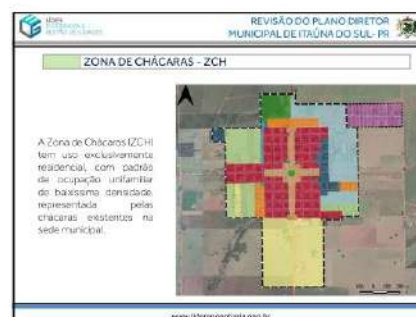 LÍDER
REVISÃO DO PLANO DIRETOR
MUNICIPAL DE ITAÚNA DO SUL- PR
ZONA DE CHÁCARAS - ZCH
A Zona de Chácaras (ZCH)
tem uso exclusivamente
residencial, com padrão
de ocupação unifamiliar
de baixíssima densidade,
representada pelas
chácaras existentes na
sede municipal.